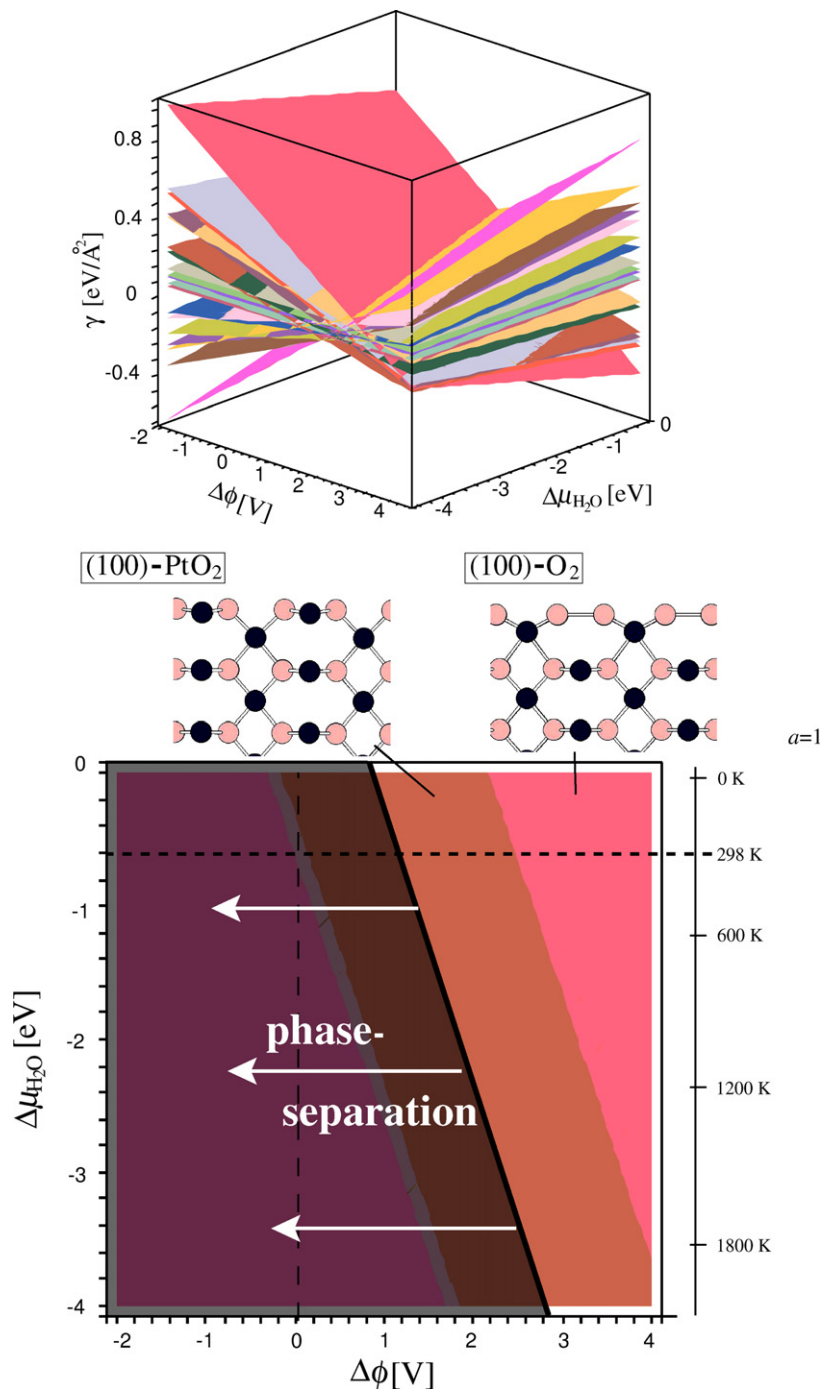 0.8
0.4
0
-0.4
γ [eV/Å²]
-2
-1
0
1
2
3
4
Δϕ[V]
-4
-3
-2
-1
0
Δμ_H₂O [eV]
(100)-PtO₂
(100)-O₂
a=1
0
-1
-2
-3
-4
Δμ_H₂O [eV]
0 K
298 K
600 K
1200 K
1800 K
phase-
separation
-2
-1
0
1
2
3
4
Δϕ[V]